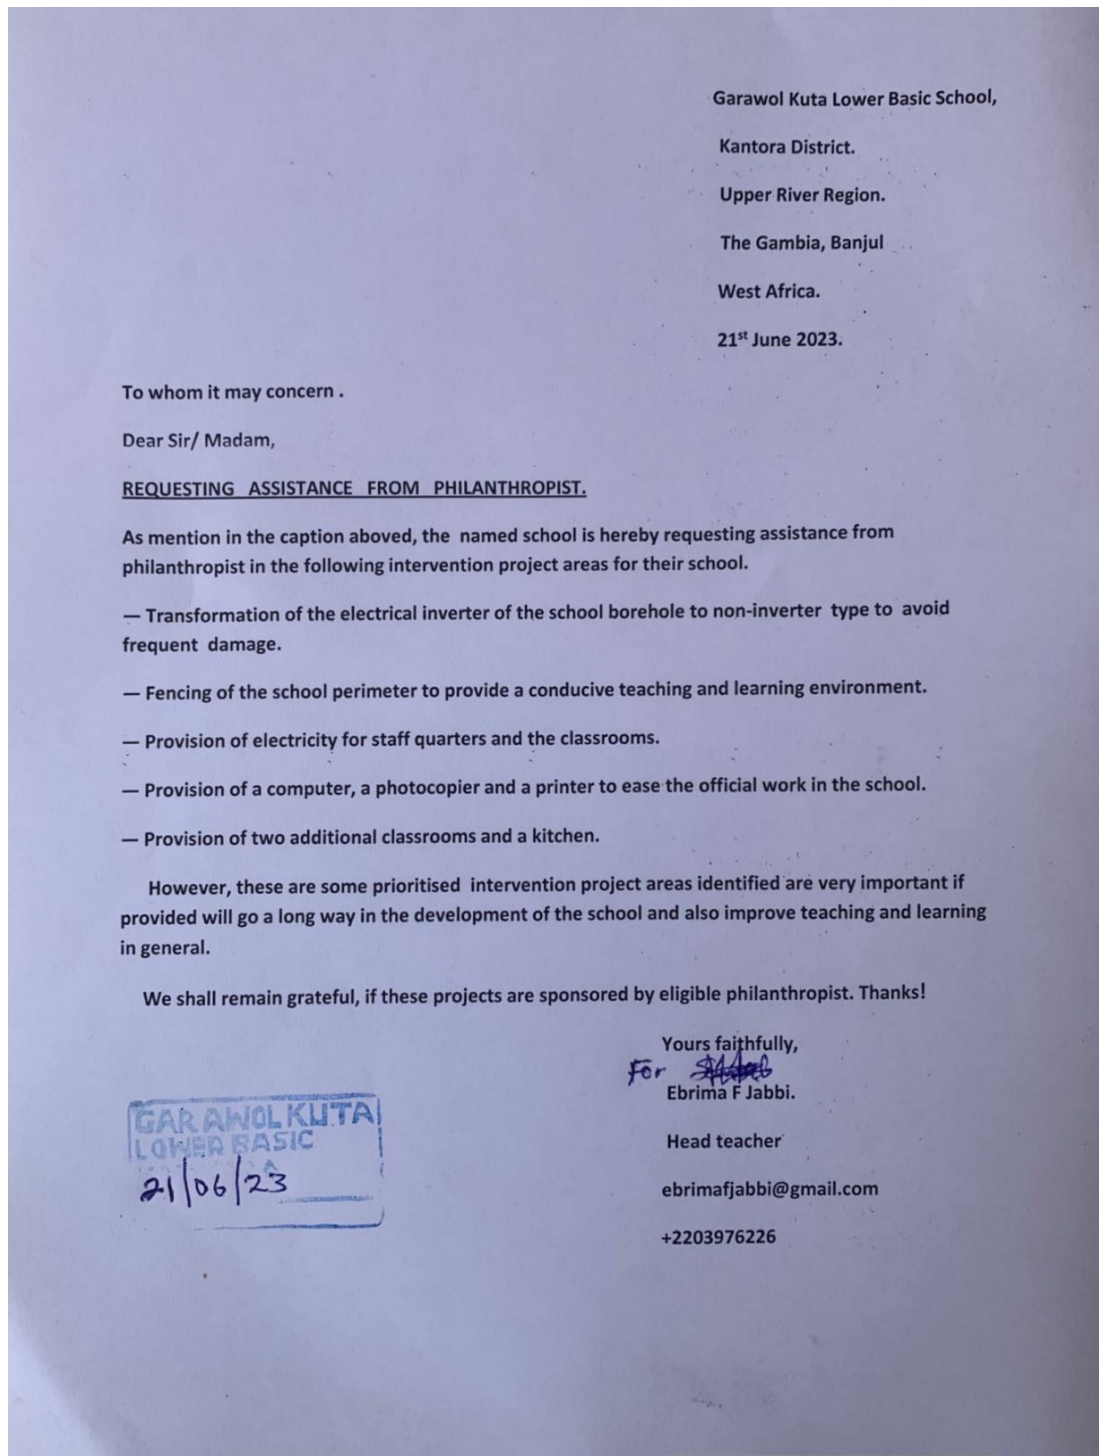 Garawol Kuta Lower Basic School,
Kantora District.
Upper River Region.
The Gambia, Banjul
West Africa.
21st June 2023.
To whom it may concern .
Dear Sir/ Madam,
REQUESTING ASSISTANCE FROM PHILANTHROPIST.
As mention in the caption aboved, the named school is hereby requesting assistance from
philanthropist in the following intervention project areas for their school.
— Transformation of the electrical inverter of the school borehole to non-inverter type to avoid
frequent damage.
— Fencing of the school perimeter to provide a conducive teaching and learning environment.
— Provision of electricity for staff quarters and the classrooms.
— Provision of a computer, a photocopier and a printer to ease the official work in the school.
— Provision of two additional classrooms and a kitchen.
However, these are some prioritised intervention project areas identified are very important if
provided will go a long way in the development of the school and also improve teaching and learning
in general.
We shall remain grateful, if these projects are sponsored by eligible philanthropist. Thanks!
Yours faithfully,
For
Ebrima F Jabbi.
Head teacher
ebrimafjabbi@gmail.com
+2203976226
GARAWOL KUTA
LOWER BASIC
21/06/23